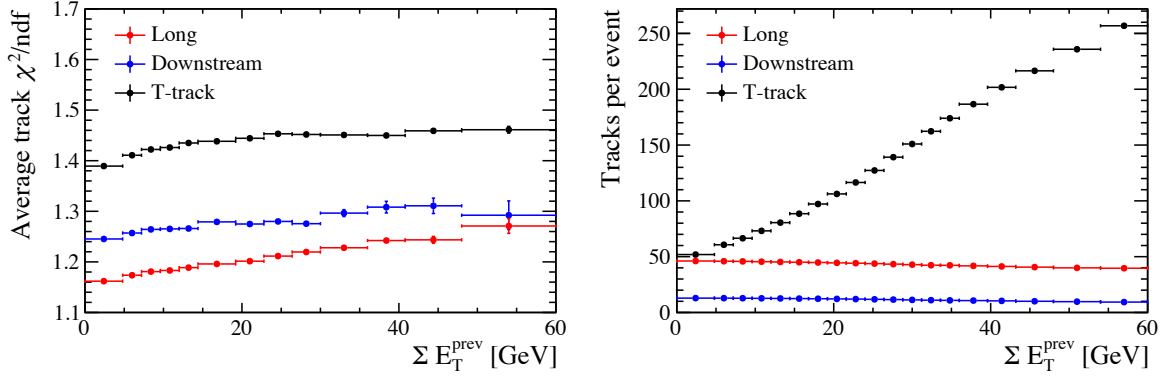 Average track χ²/ndf
1.7
1.6
1.5
1.4
1.3
1.2
1.1
Long
Downstream
T-track
0
20
40
60
Σ E_T^prev [GeV]
Tracks per event
250
200
150
100
50
0
Long
Downstream
T-track
0
20
40
60
Σ E_T^prev [GeV]